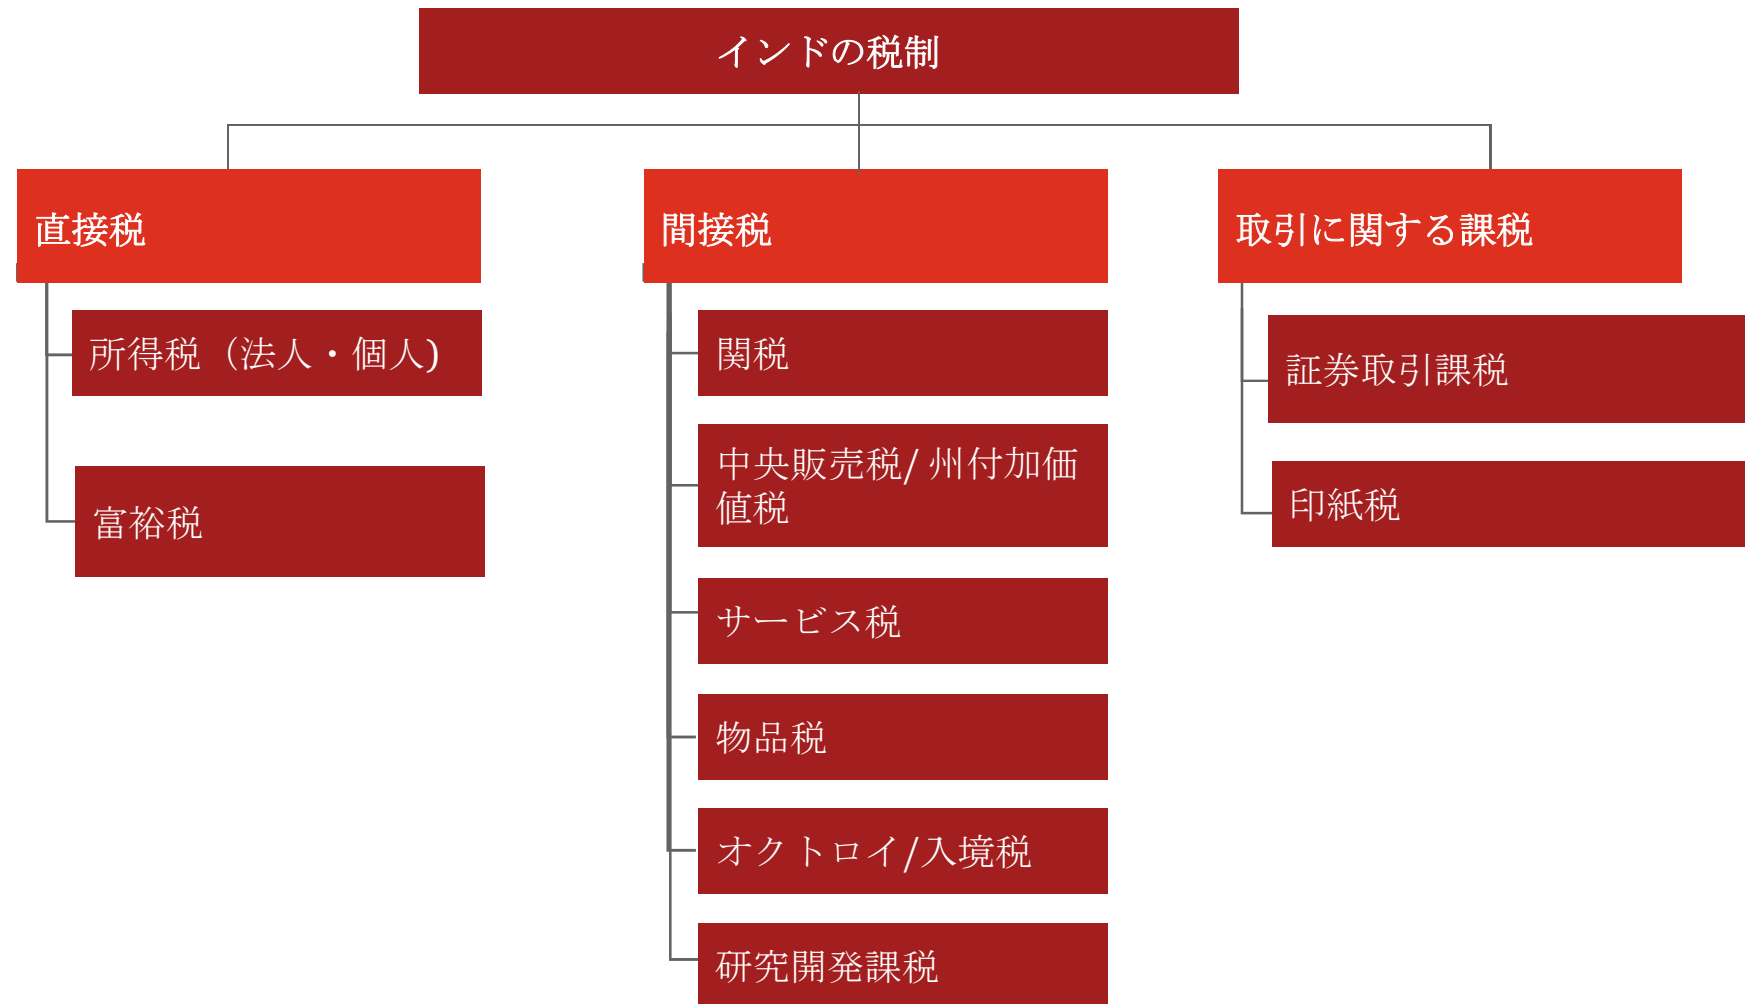 インドの税制
直接税
所得税（法人・個人)
富裕税
間接税
関税
中央販売税/ 州付加価
値税
サービス税
物品税
オクトロイ/入境税
研究開発課税
取引に関する課税
証券取引課税
印紙税